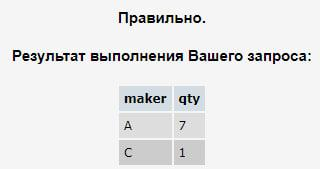 Правильно.
Результат выполнения Вашего запроса:
maker qty
A 7
C 1